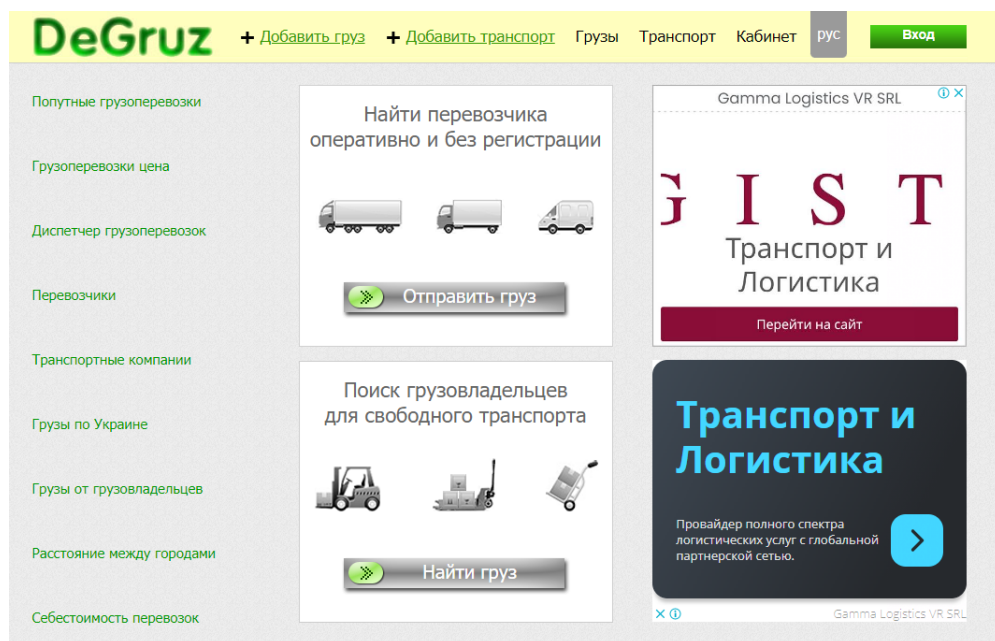 DeGruz
+ Добавить груз + Добавить транспорт Грузы Транспорт Кабинет рус Вход
Попутные грузоперевозки
Грузоперевозки цена
Диспетчер грузоперевозок
Перевозчики
Транспортные компании
Грузы по Украине
Грузы от грузовладельцев
Расстояние между городами
Себестоимость перевозок
Найти перевозчика
оперативно и без регистрации
Отправить груз
Поиск грузовладельцев
для свободного транспорта
Найти груз
Gamma Logistics VR SRL
G I S T
Транспорт и
Логистика
Перейти на сайт
Транспорт и
Логистика
Провайдер полного спектра
логистических услуг с глобальной
партнерской сетью.
Gamma Logistics VR SRL